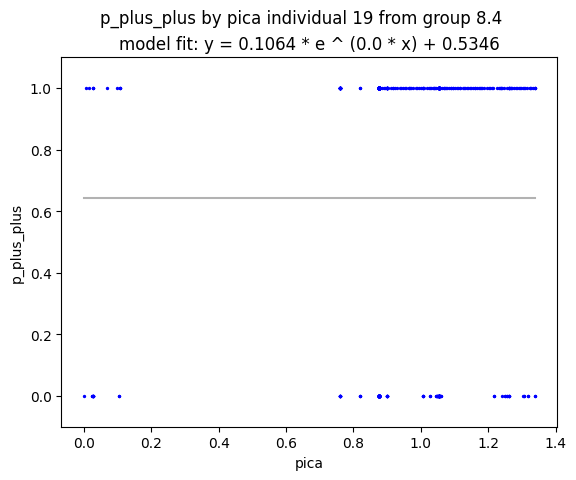 p_plus_plus by pica individual 19 from group 8.4
model fit: y = 0.1064 * e ^ (0.0 * x) + 0.5346
1.0
0.8
0.6
0.4
0.2
0.0
p_plus_plus
0.0 0.2 0.4 0.6 0.8 1.0 1.2 1.4
pica